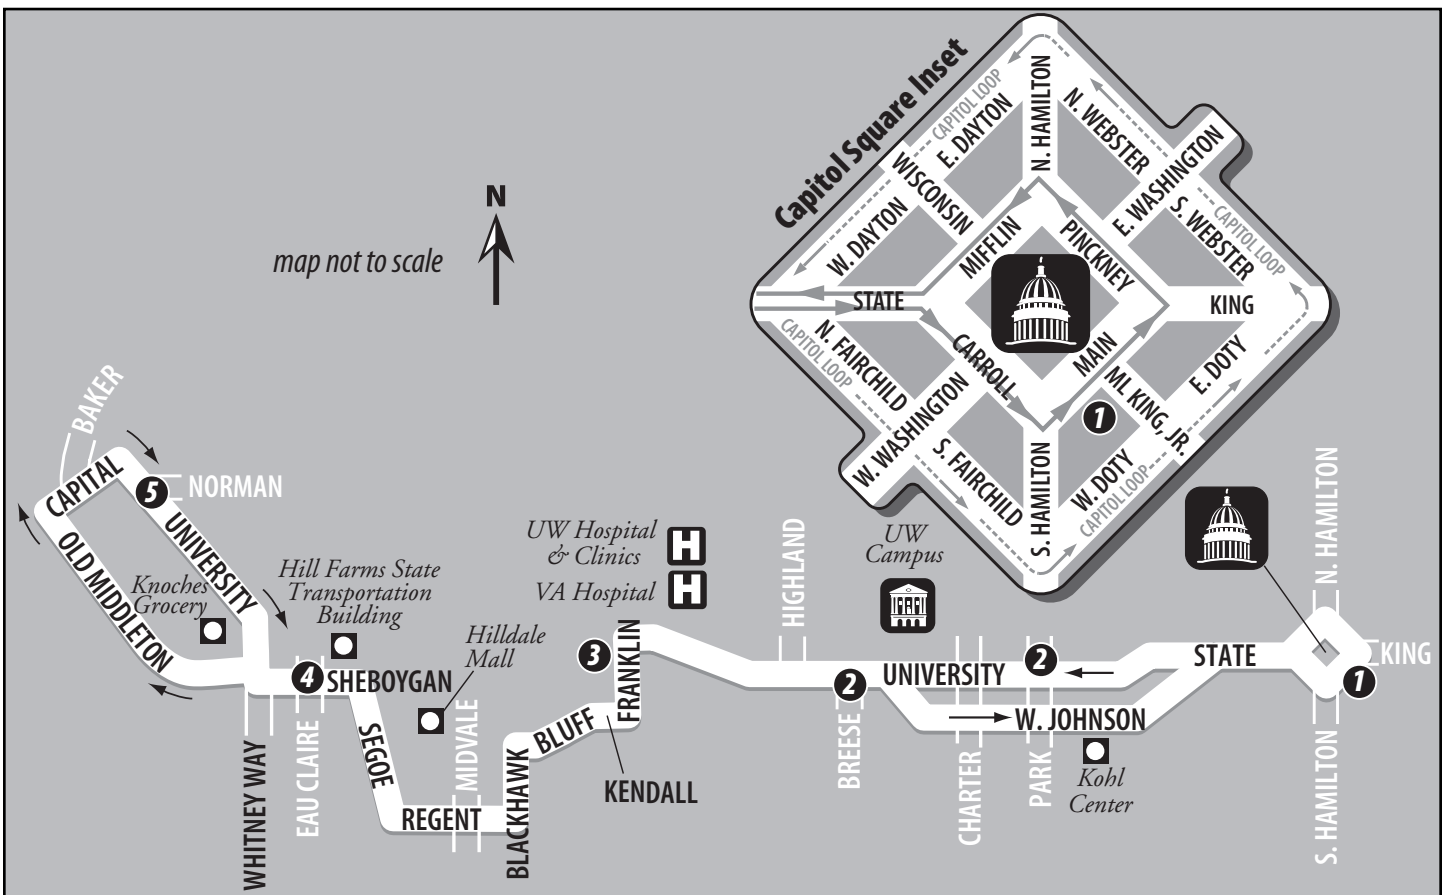 Capitol Square Inset
N
map not to scale
CAPITOL LOOP
E. DAYTON
N. HAMILTON
N. WEBSTER
E. WASHINGTON
WISCONSIN
W. DAYTON
MIFFLIN
PINCKNEY
S. WEBSTER
CAPITOL LOOP
STATE
KING
CAPITOL LOOP
N. FAIRCHILD
CARROLL
MAIN
ML KING, JR.
E. DOTY
1
W. WASHINGTON
S. FAIRCHILD
S. HAMILTON
W. DOTY
CAPITOL LOOP
BAKER
CAPITAL
5
NORMAN
UNIVERSITY
OLD MIDDLETON
Knoches
Grocery
Hill Farms State
Transportation
Building
UW Hospital
& Clinics
H
VA Hospital
H
HIGHLAND
UW
Campus
N. HAMILTON
Hilldale
Mall
3
FRANKLIN
4
SHEBOYGAN
2
UNIVERSITY
2
STATE
KING
1
WHITNEY WAY
EAU CLAIRE
SEGOE
MIDVALE
REGENT
BLACKHAWK
BLUFF
KENDALL
BREESE
CHARTER
W. JOHNSON
PARK
Kohl
Center
S. HAMILTON